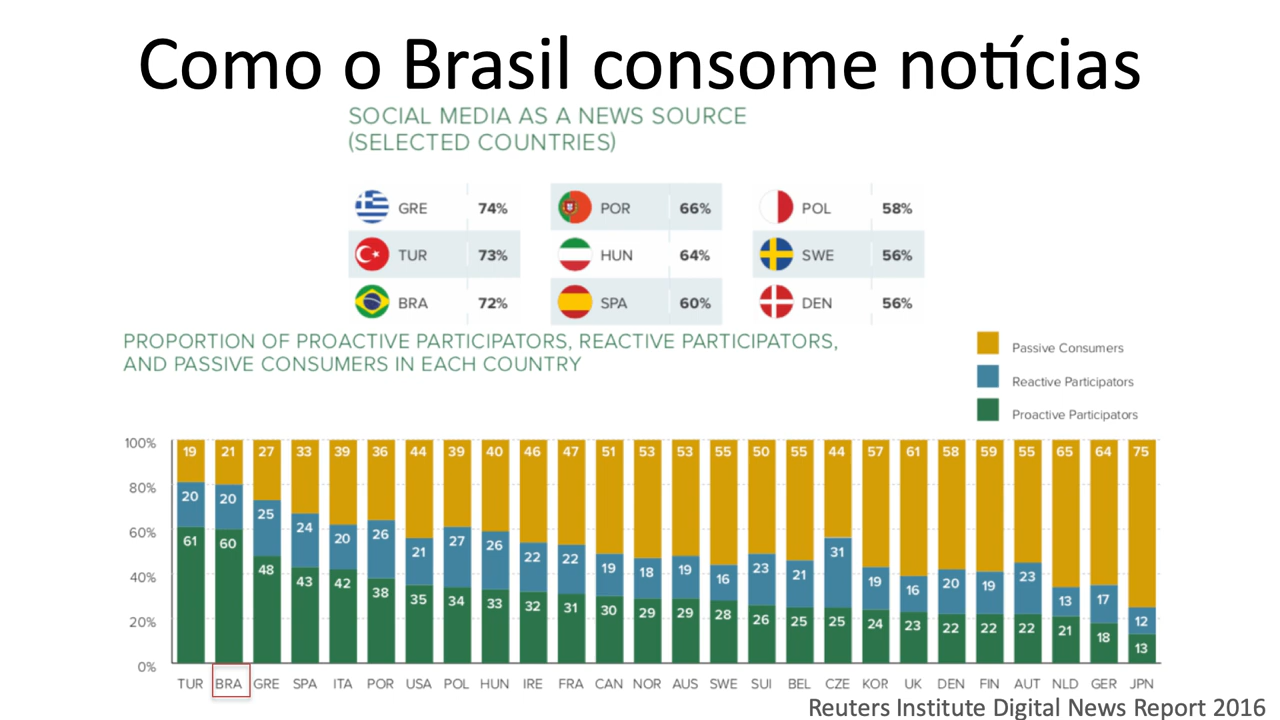 Como o Brasil consome notícias
SOCIAL MEDIA AS A NEWS SOURCE
(SELECTED COUNTRIES)
GRE 74% POR 66% POL 58%
TUR 73% HUN 64% SWE 56%
BRA 72% SPA 60% DEN 56%
PROPORTION OF PROACTIVE PARTICIPATORS, REACTIVE PARTICIPATORS,
AND PASSIVE CONSUMERS IN EACH COUNTRY
Passive Consumers
Reactive Participators
Proactive Participators
100%
80%
60%
40%
20%
0%
19 21 27 33 39 36 44 39 40 46 47 51 53 53 55 50 55 44 57 61 58 59 55 65 64 75
20 20 25 24 20 26 21 27 26 22 22 19 18 19 16 23 21 31 19 16 20 19 23 13 17 12
61 60 48 43 42 38 35 34 33 32 31 30 29 29 28 26 25 25 24 23 22 22 22 21 18 13
TUR BRA GRE SPA ITA POR USA POL HUN IRE FRA CAN NOR AUS SWE SUI BEL CZE KOR UK DEN FIN AUT NLD GER JPN
Reuters Institute Digital News Report 2016